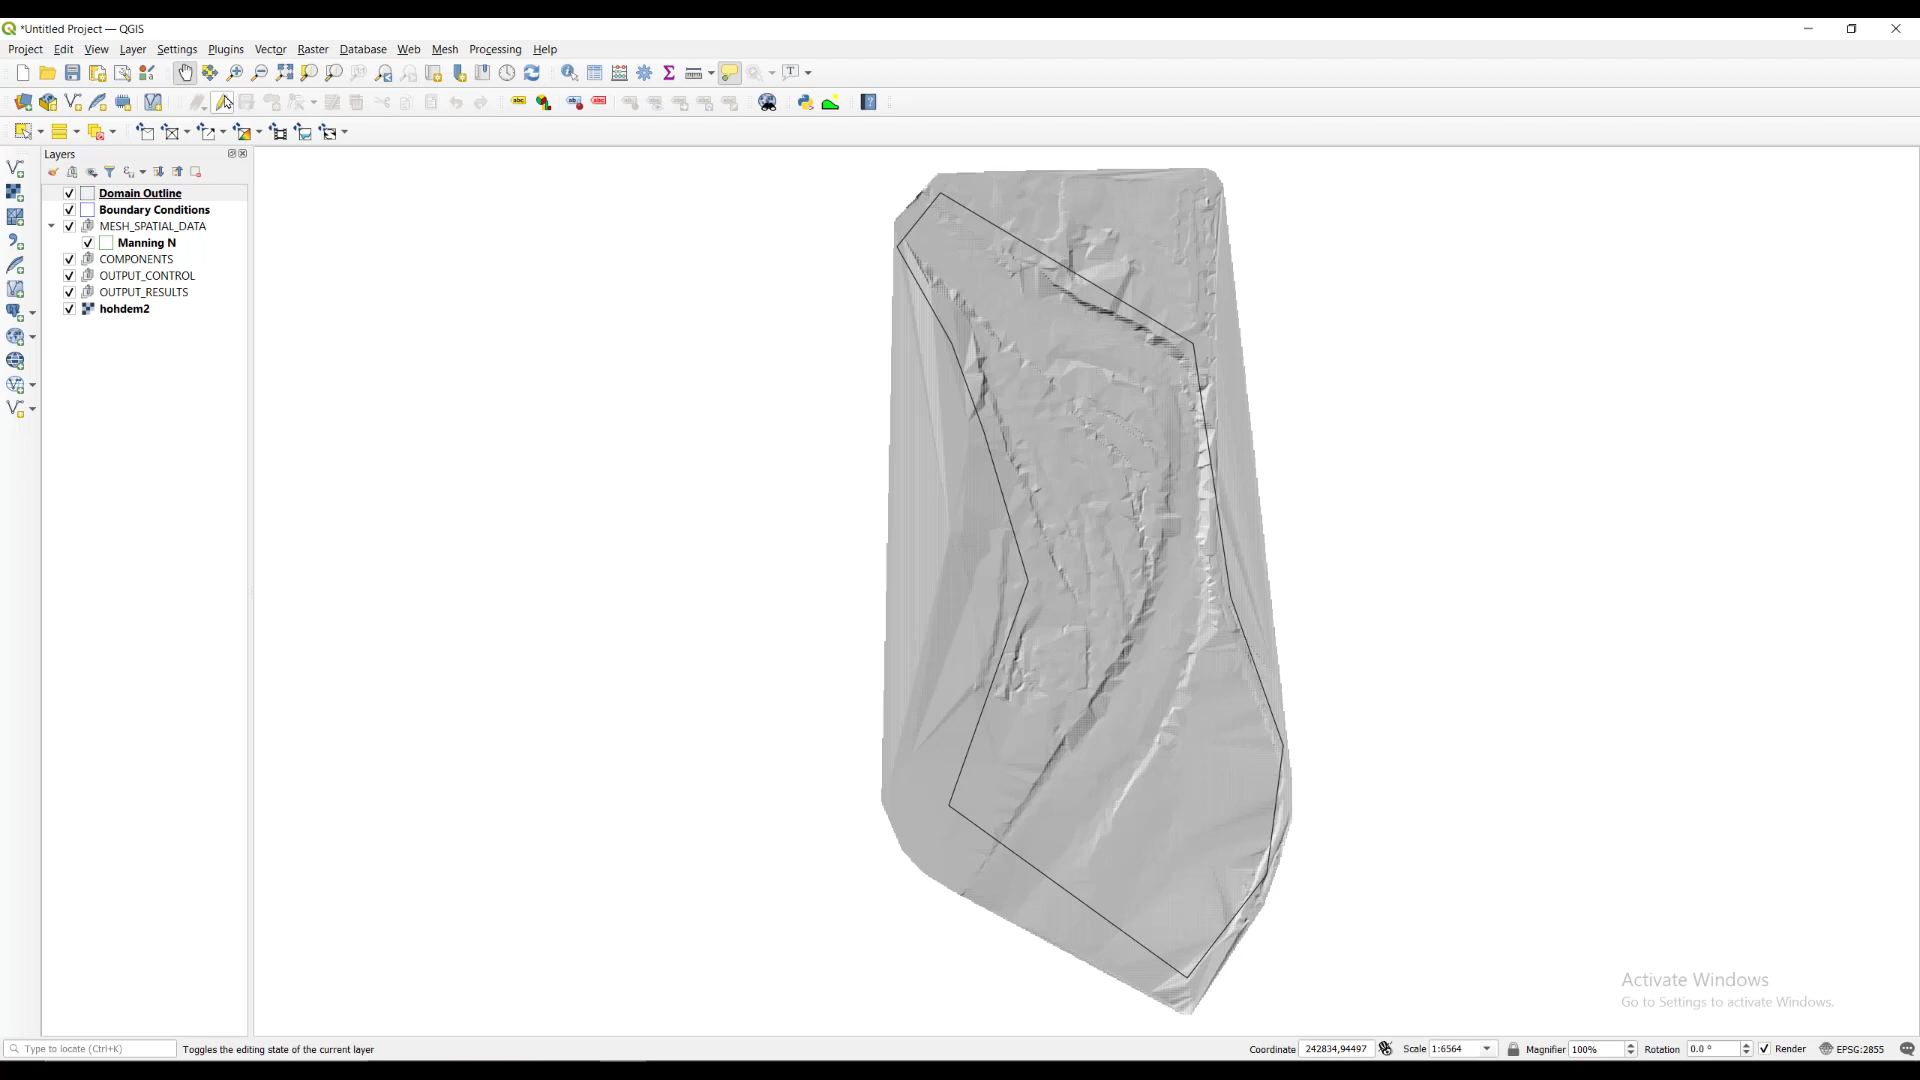 *Untitled Project — QGIS
Project Edit View Layer Settings Plugins Vector Raster Database Web Mesh Processing Help
Layers
Domain Outline
Boundary Conditions
MESH_SPATIAL_DATA
Manning N
COMPONENTS
OUTPUT_CONTROL
OUTPUT_RESULTS
hohdem2
Activate Windows
Go to Settings to activate Windows.
Type to locate (Ctrl+K) Toggles the editing state of the current layer Coordinate 242834,94497 Scale 1:6564 Magnifier 100% Rotation 0.0 ° Render EPSG:2855